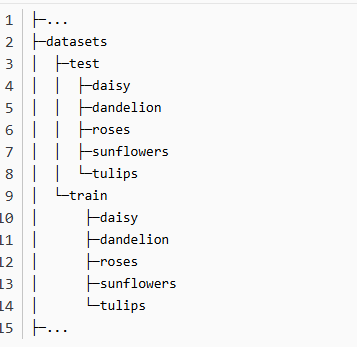 1 ├─...
2 ├─datasets
3 │ ├─test
4 │ │ ├─daisy
5 │ │ ├─dandelion
6 │ │ ├─roses
7 │ │ ├─sunflowers
8 │ │ └─tulips
9 │ └─train
10 │   ├─daisy
11 │   ├─dandelion
12 │   ├─roses
13 │   ├─sunflowers
14 │   └─tulips
15 ├─...